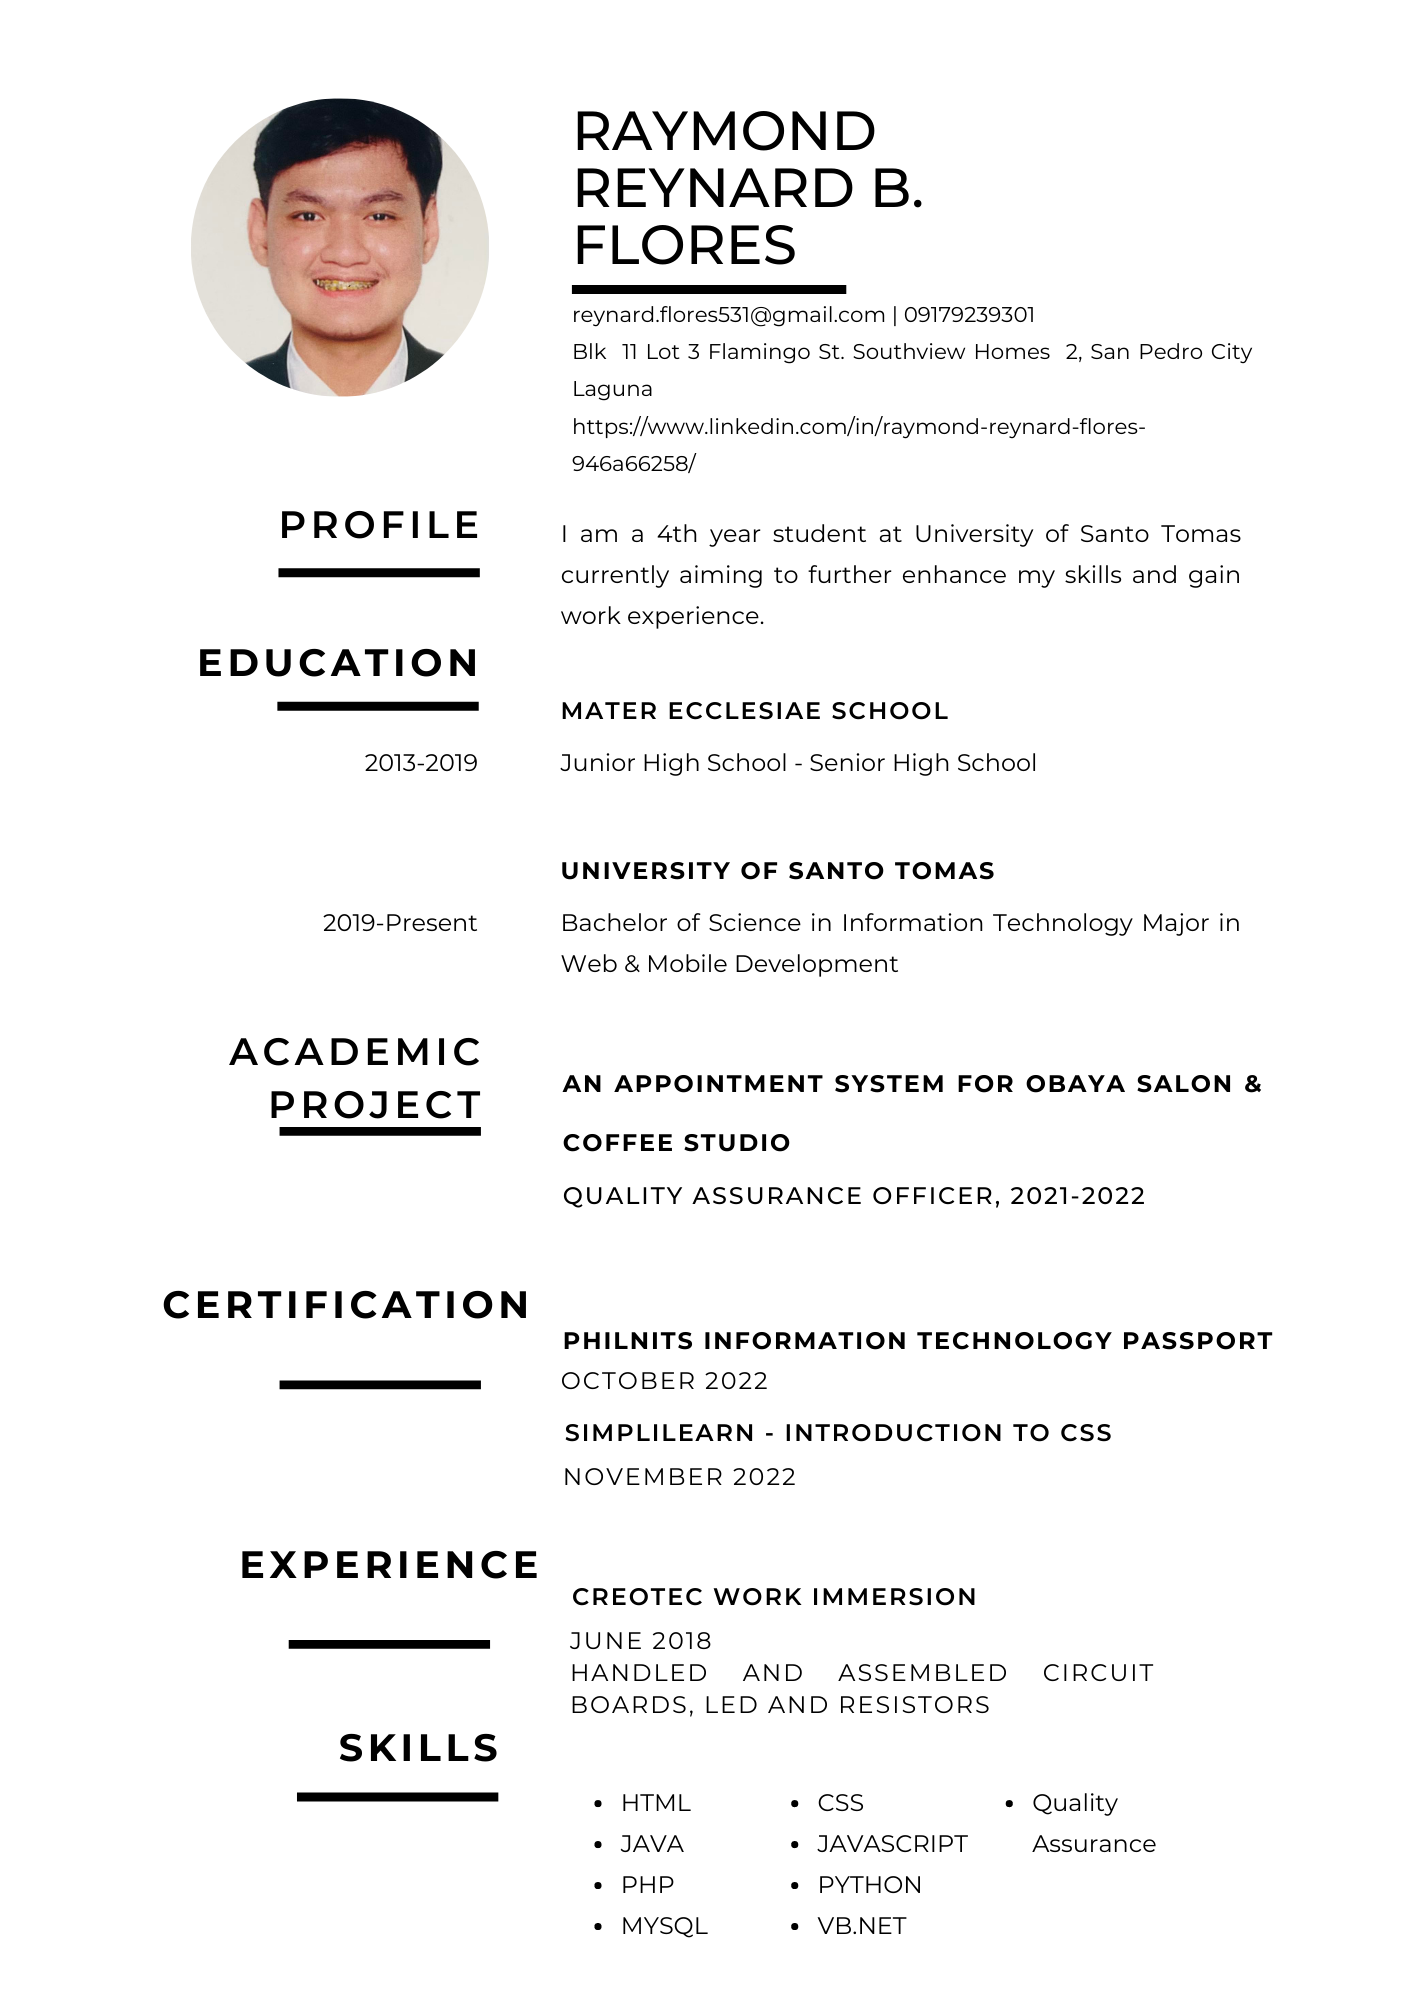 RAYMOND
REYNARD B.
FLORES
reynard.flores531@gmail.com | 09179239301
Blk 11 Lot 3 Flamingo St. Southview Homes 2, San Pedro City
Laguna
https://www.linkedin.com/in/raymond-reynard-flores-
946a66258/
PROFILE
I am a 4th year student at University of Santo Tomas
currently aiming to further enhance my skills and gain
work experience.
EDUCATION
MATER ECCLESIAE SCHOOL
2013-2019
Junior High School - Senior High School
UNIVERSITY OF SANTO TOMAS
2019-Present
Bachelor of Science in Information Technology Major in
Web & Mobile Development
ACADEMIC
PROJECT
AN APPOINTMENT SYSTEM FOR OBAYA SALON &
COFFEE STUDIO
QUALITY ASSURANCE OFFICER, 2021-2022
CERTIFICATION
PHILNITS INFORMATION TECHNOLOGY PASSPORT
OCTOBER 2022
SIMPLILEARN - INTRODUCTION TO CSS
NOVEMBER 2022
EXPERIENCE
CREOTEC WORK IMMERSION
JUNE 2018
HANDLED AND ASSEMBLED CIRCUIT
BOARDS, LED AND RESISTORS
SKILLS
• HTML
• JAVA
• PHP
• MYSQL
• CSS
• JAVASCRIPT
• PYTHON
• VB.NET
• Quality
Assurance